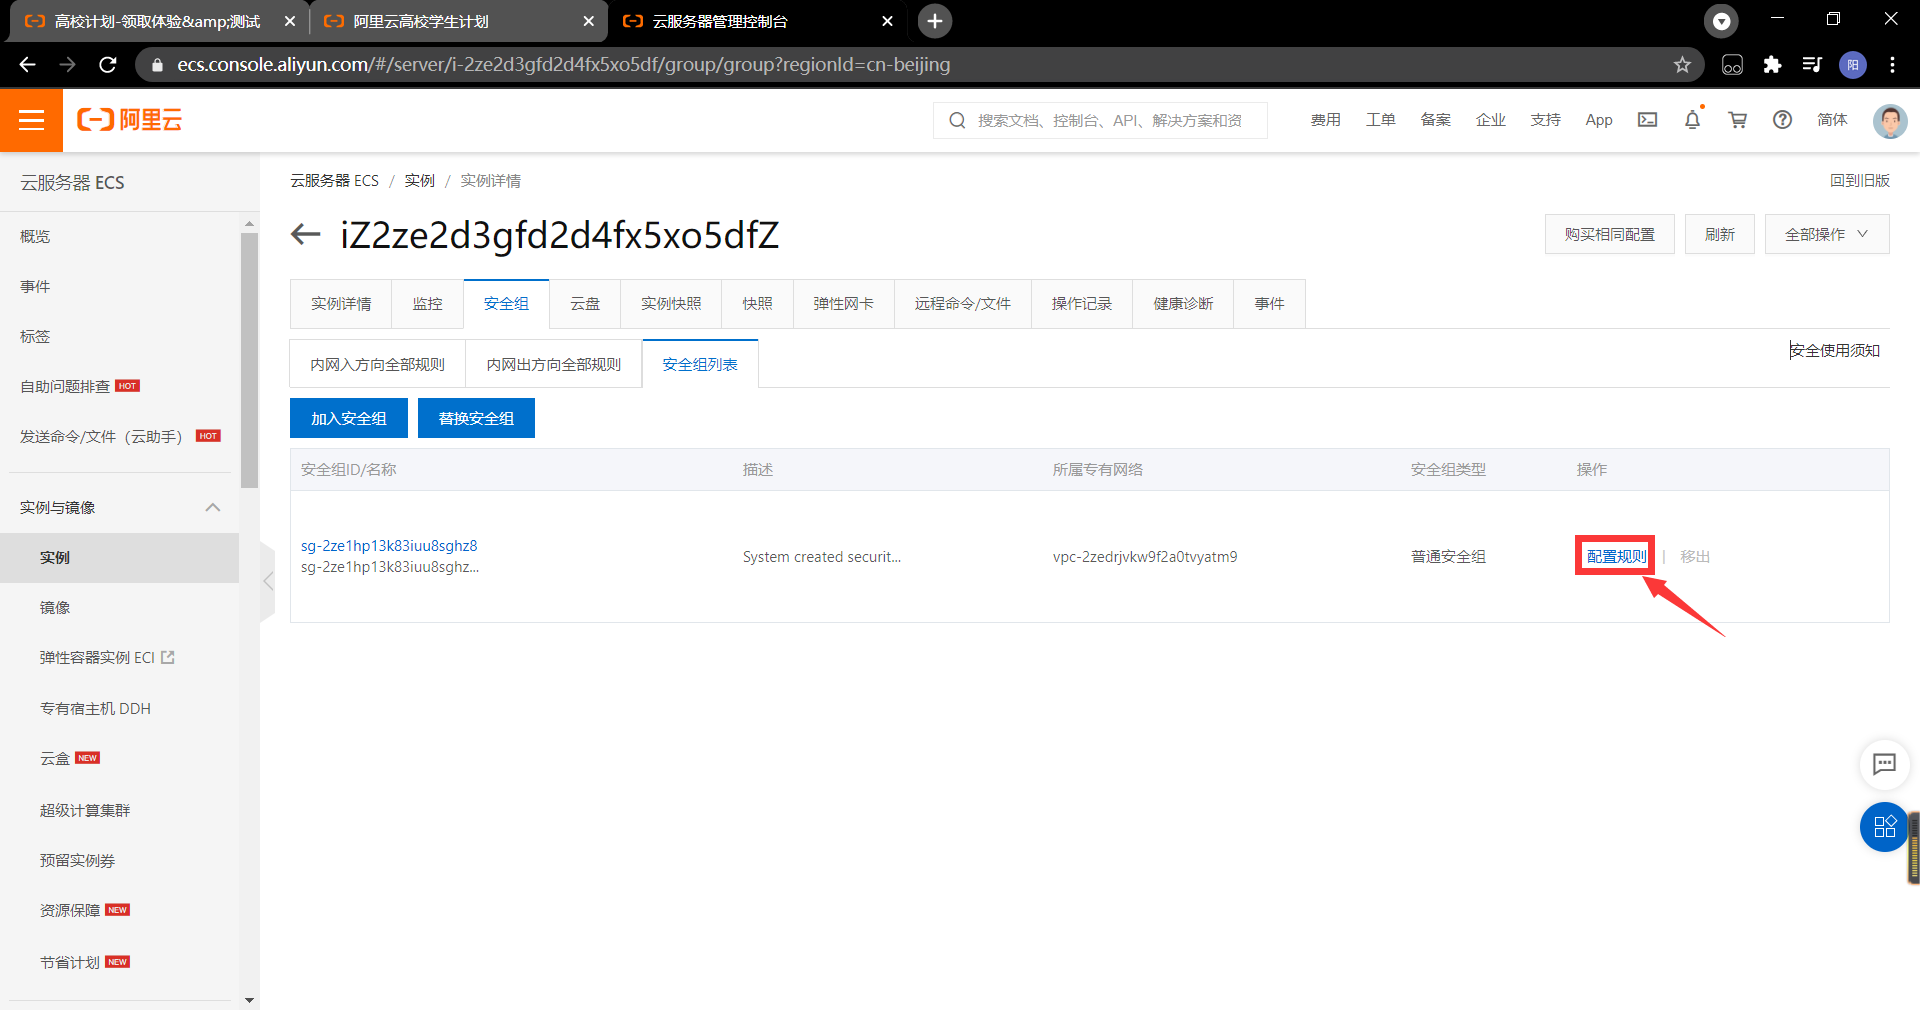 高校计划-领取体验&amp;测试
阿里云高校学生计划
云服务器管理控制台
ecs.console.aliyun.com/#/server/i-2ze2d3gfd2d4fx5xo5df/group/group?regionId=cn-beijing
阳
阿里云
搜索文档、控制台、API、解决方案和资
费用
工单
备案
企业
支持
App
简体
云服务器 ECS
云服务器 ECS / 实例 / 实例详情
回到旧版
iZ2ze2d3gfd2d4fx5xo5dfZ
购买相同配置
刷新
全部操作
概览
事件
标签
自助问题排查 HOT
发送命令/文件（云助手） HOT
实例与镜像
实例
镜像
弹性容器实例 ECI
专有宿主机 DDH
云盒 NEW
超级计算集群
预留实例券
资源保障 NEW
节省计划 NEW
实例详情
监控
安全组
云盘
实例快照
快照
弹性网卡
远程命令/文件
操作记录
健康诊断
事件
内网入方向全部规则
内网出方向全部规则
安全组列表
安全使用须知
加入安全组
替换安全组
安全组ID/名称
描述
所属专有网络
安全组类型
操作
sg-2ze1hp13k83iuu8sghz8
sg-2ze1hp13k83iuu8sghz...
System created securit...
vpc-2zedrjvkw9f2a0tvyatm9
普通安全组
配置规则 | 移出